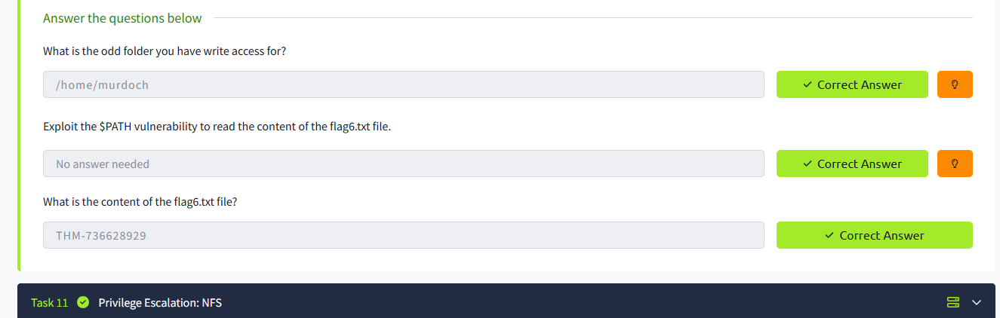 Answer the questions below
What is the odd folder you have write access for?
/home/murdoch
Correct Answer
Exploit the $PATH vulnerability to read the content of the flag6.txt file.
No answer needed
Correct Answer
What is the content of the flag6.txt file?
THM-736628929
Correct Answer
Task 11 Privilege Escalation: NFS